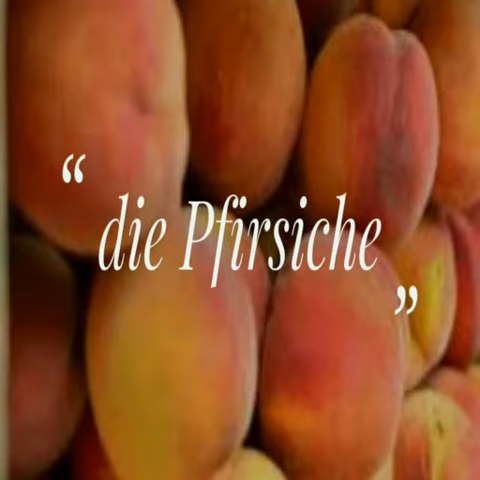 “ die Pfirsiche ”